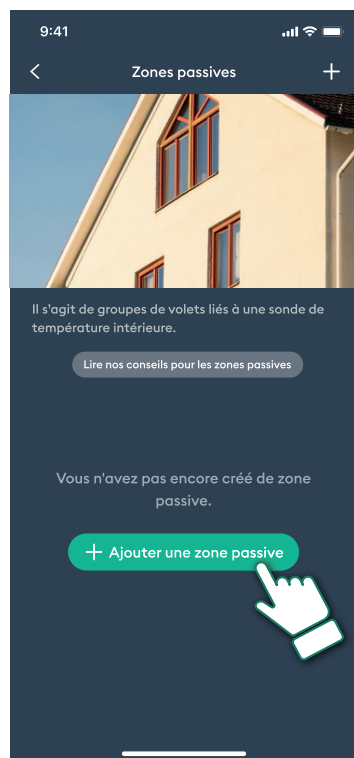 9:41
Zones passives
Il s'agit de groupes de volets liés à une sonde de
température intérieure.
Lire nos conseils pour les zones passives
Vous n'avez pas encore créé de zone
passive.
+ Ajouter une zone passive